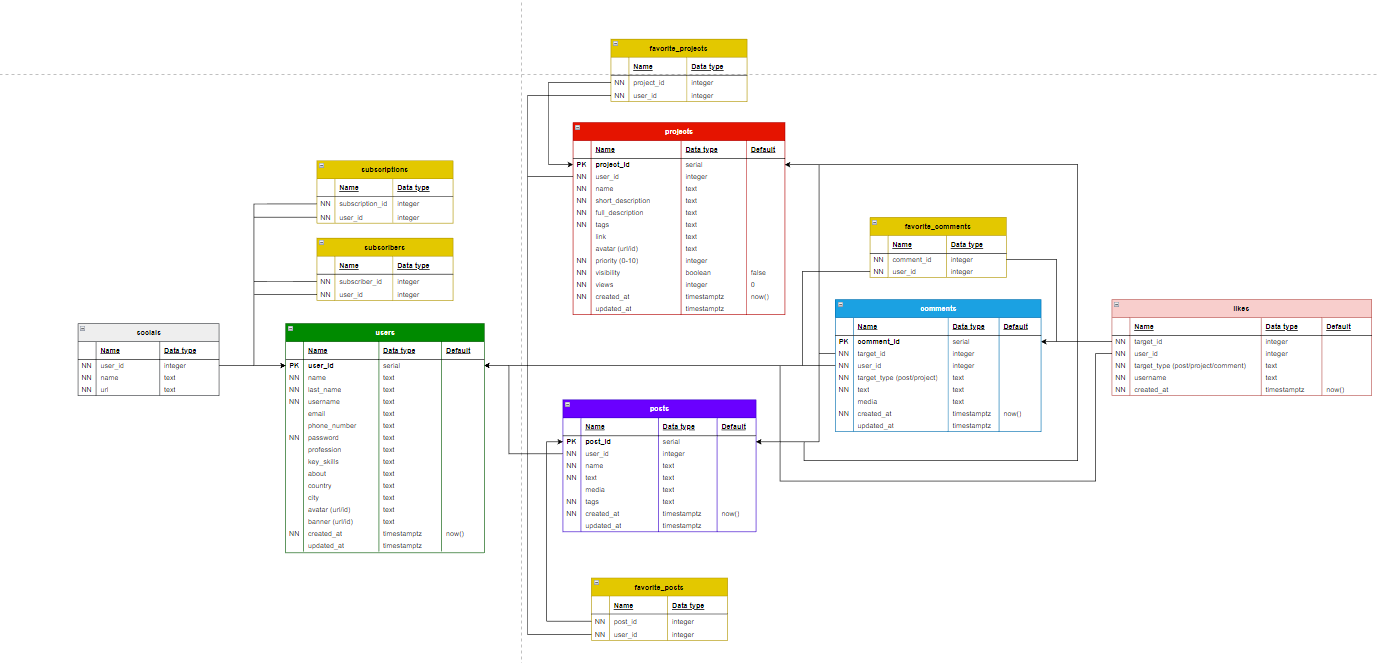 favorite_projects
Name Data type
NN project_id integer
NN user_id integer
projects
Name Data type Default
PK project_id serial
NN user_id integer
NN name text
NN short_description text
NN full_description text
NN tags text
link text
avatar (url/id) text
NN priority (0-10) integer
NN visibility boolean false
NN views integer 0
NN created_at timestamptz now()
updated_at timestamptz
subscriptions
Name Data type
NN subscription_id integer
NN user_id integer
subscribers
Name Data type
NN subscriber_id integer
NN user_id integer
favorite_comments
Name Data type
NN comment_id integer
NN user_id integer
socials
Name Data type
NN user_id integer
NN name text
NN url text
users
Name Data type Default
PK user_id serial
NN name text
NN last_name text
NN username text
email text
phone_number text
NN password text
profession text
key_skills text
about text
country text
city text
avatar (url/id) text
banner (url/id) text
NN created_at timestamptz now()
updated_at timestamptz
comments
Name Data type Default
PK comment_id serial
NN target_id integer
NN user_id integer
NN target_type (post/project) text
NN text text
media text
NN created_at timestamptz now()
updated_at timestamptz
likes
Name Data type Default
NN target_id integer
NN user_id integer
NN target_type (post/project/comment) text
NN username text
NN created_at timestamptz now()
posts
Name Data type Default
PK post_id serial
NN user_id integer
NN name text
NN text text
media text
NN tags text
NN created_at timestamptz now()
updated_at timestamptz
favorite_posts
Name Data type
NN post_id integer
NN user_id integer